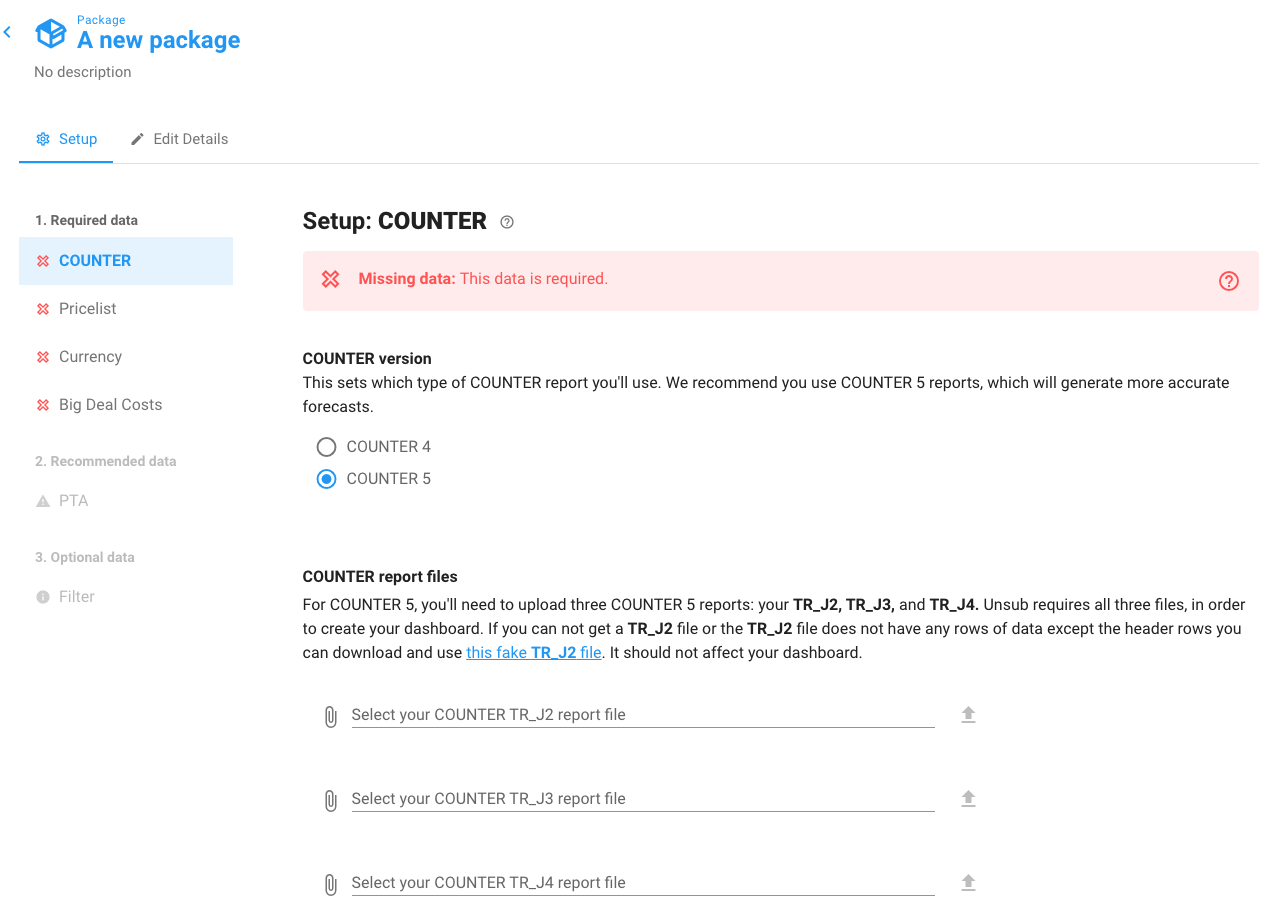 Package
A new package
No description
Setup
Edit Details
1. Required data
COUNTER
Pricelist
Currency
Big Deal Costs
2. Recommended data
PTA
3. Optional data
Filter
Setup: COUNTER
Missing data: This data is required.
COUNTER version
This sets which type of COUNTER report you'll use. We recommend you use COUNTER 5 reports, which will generate more accurate
forecasts.
COUNTER 4
COUNTER 5
COUNTER report files
For COUNTER 5, you'll need to upload three COUNTER 5 reports: your TR_J2, TR_J3, and TR_J4. Unsub requires all three files, in order
to create your dashboard. If you can not get a TR_J2 file or the TR_J2 file does not have any rows of data except the header rows you
can download and use this fake TR_J2 file. It should not affect your dashboard.
Select your COUNTER TR_J2 report file
Select your COUNTER TR_J3 report file
Select your COUNTER TR_J4 report file